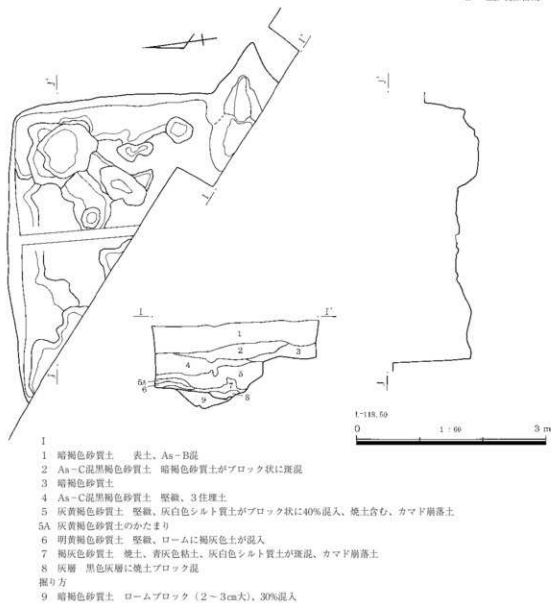 I
I'
J
J'
I
I'
1
2
3
4
5
5A
6
7
8
9
L=118.50
0 1:60 3m
I
1 暗褐色砂質土 表土、As-B混
2 As-C混黒褐色砂質土 暗褐色砂質土がブロック状に斑混
3 暗褐色砂質土
4 As-C混黒褐色砂質土 堅緻、3住埋土
5 灰黄褐色砂質土 堅緻、灰白色シルト質土がブロック状に40%混入、焼土含む、カマド崩落土
5A 灰黄褐色砂質土のかたまり
6 明黄褐色砂質土 堅緻、ロームに褐灰色土が混入
7 褐灰色砂質土 焼土、青灰色粘土、灰白色シルト質土が斑混、カマド崩落土
8 灰層 黒色灰層に焼土ブロック混
掘り方
9 暗褐色砂質土 ロームブロック(2~3cm大)、30%混入